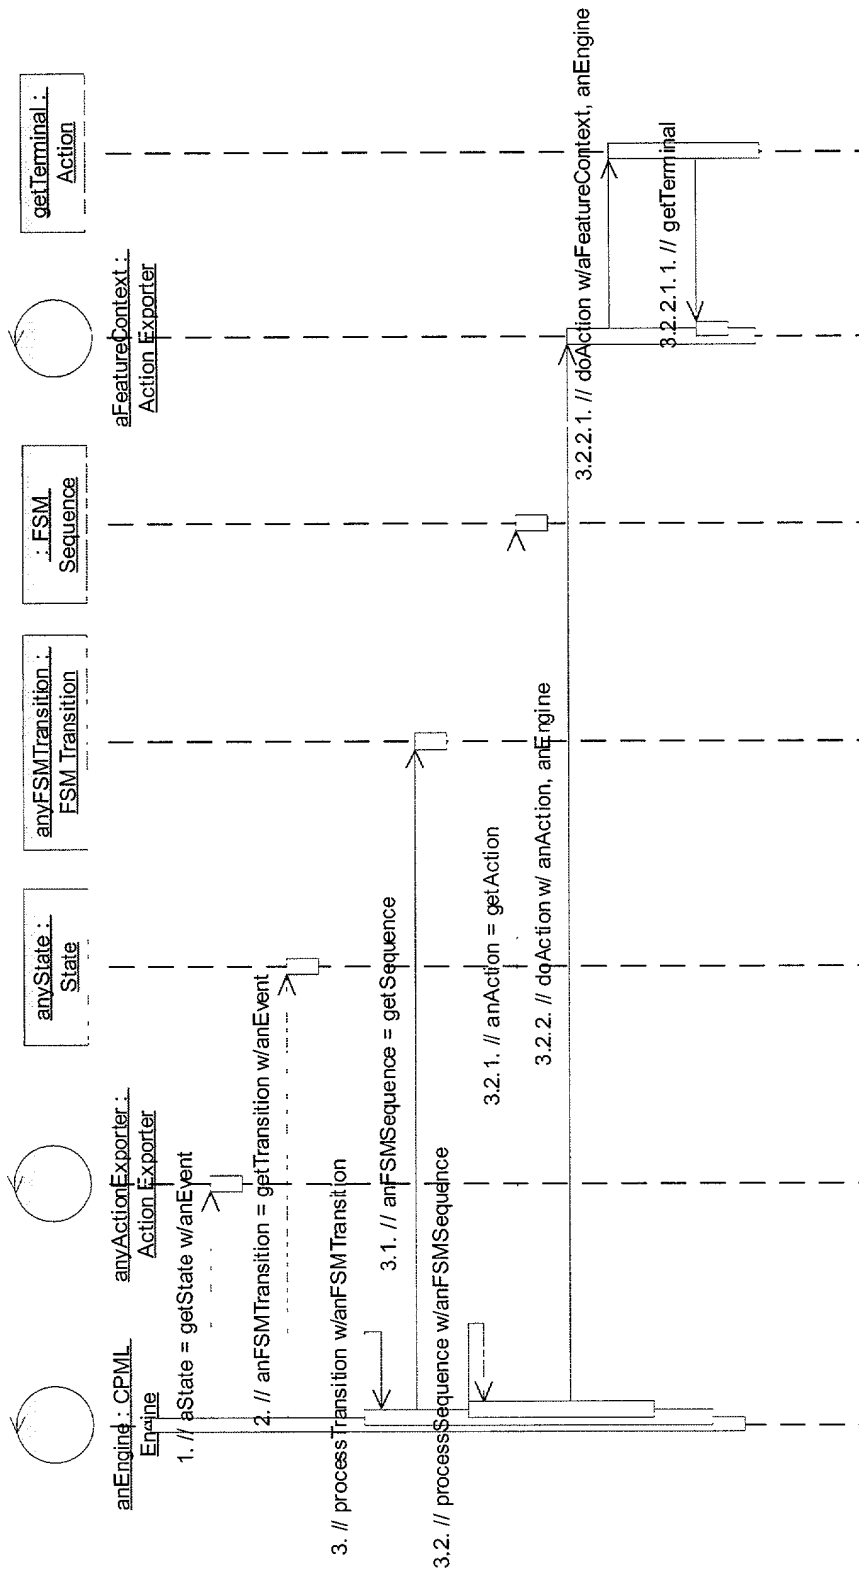 anEngine : CPML
Engine
anyActionExporter :
Action Exporter
anyState :
State
anyFSMTransition :
FSM Transition
: FSM
Sequence
aFeatureContext :
Action Exporter
getTerminal :
Action
1. // aState = getState w/anEvent
2. // anFSMTransition = getTransition w/anEvent
3. // processTransition w/anFSMTransition
3.1. // anFSMSequence = getSequence
3.2. // processSequence w/anFSMSequence
3.2.1. // anAction = getAction
3.2.2. // doAction w/ anAction, anEngine
3.2.2.1. // doAction w/aFeatureContext, anEngine
3.2.2.1.1. // getTerminal